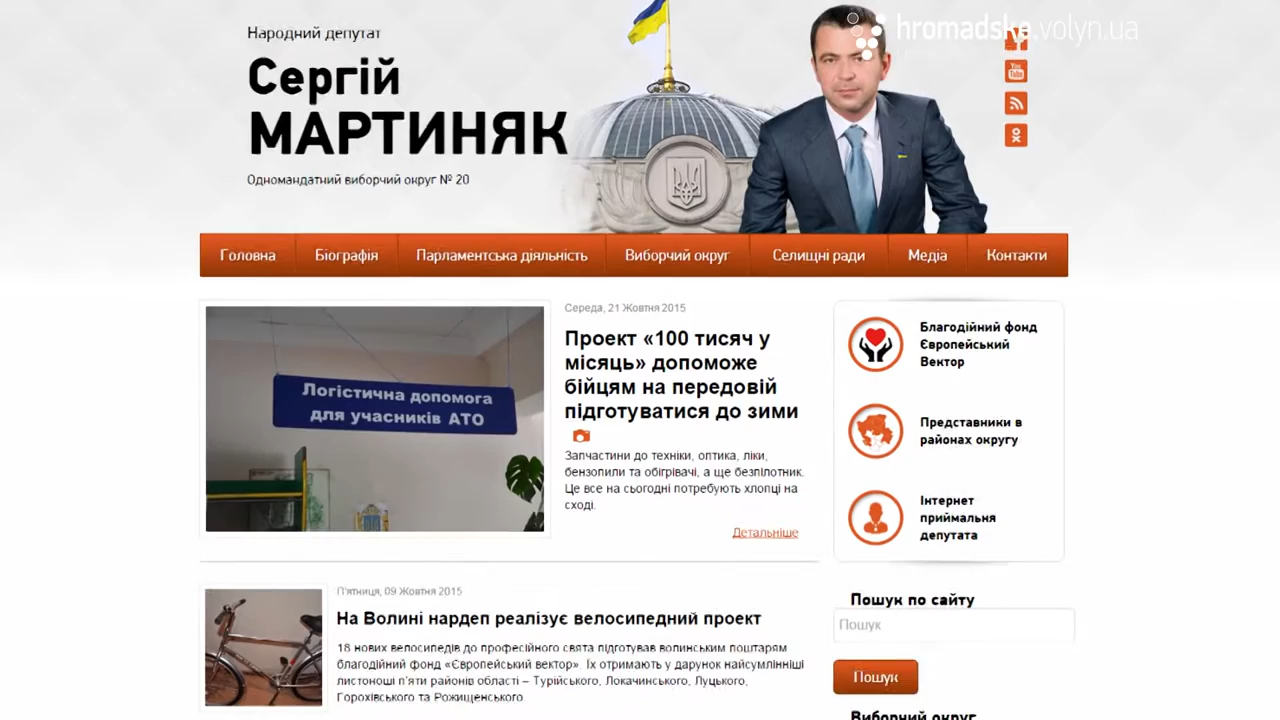 Народний депутат
hromadske.volyn.ua
Сергій
МАРТИНЯК
You
Tube
Одномандатний виборчий округ № 20
Головна
Біографія
Парламентська діяльність
Виборчий округ
Селищні ради
Медіа
Контакти
Логістична допомога
для учасників АТО
Середа, 21 Жовтня 2015
Проект «100 тисяч у
місяць» допоможе
бійцям на передовій
підготуватися до зими
Запчастини до техніки, оптика, ліки,
бензопили та обігрівачі, а ще безпілотник.
Це все на сьогодні потребують хлопці на
сході.
Детальніше
Благодійний фонд
Європейський
Вектор
Представники в
районах округу
Інтернет
приймальня
депутата
П'ятниця, 09 Жовтня 2015
На Волині нардеп реалізує велосипедний проект
18 нових велосипедів до професійного свята підготував волинським поштарям
благодійний фонд «Європейський вектор». Їх отримають у дарунок найсумлінніші
листоноші п'яти районів області – Турійського, Локачинського, Луцького,
Горохівського та Рожищенського.
Пошук по сайту
Пошук
Пошук
Виборчий округ